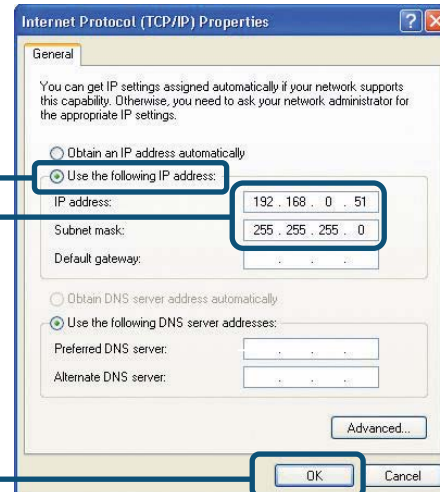 Internet Protocol (TCP/IP) Properties
General
You can get IP settings assigned automatically if your network supports
this capability. Otherwise, you need to ask your network administrator for
the appropriate IP settings.
Obtain an IP address automatically
Use the following IP address:
IP address: 192 . 168 . 0 . 51
Subnet mask: 255 . 255 . 255 . 0
Default gateway: . . .
Obtain DNS server address automatically
Use the following DNS server addresses:
Preferred DNS server: . . .
Alternate DNS server: . . .
Advanced...
OK Cancel